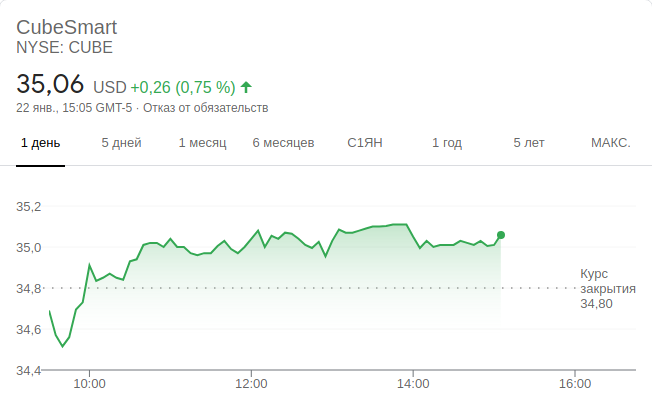 CubeSmart
NYSE: CUBE
35,06 USD +0,26 (0,75 %)
22 янв., 15:05 GMT-5 · Отказ от обязательств
1 день 5 дней 1 месяц 6 месяцев С1ЯН 1 год 5 лет МАКС.
35,2
35,0
34,8
34,6
34,4
Курс
закрытия
34,80
10:00 12:00 14:00 16:00